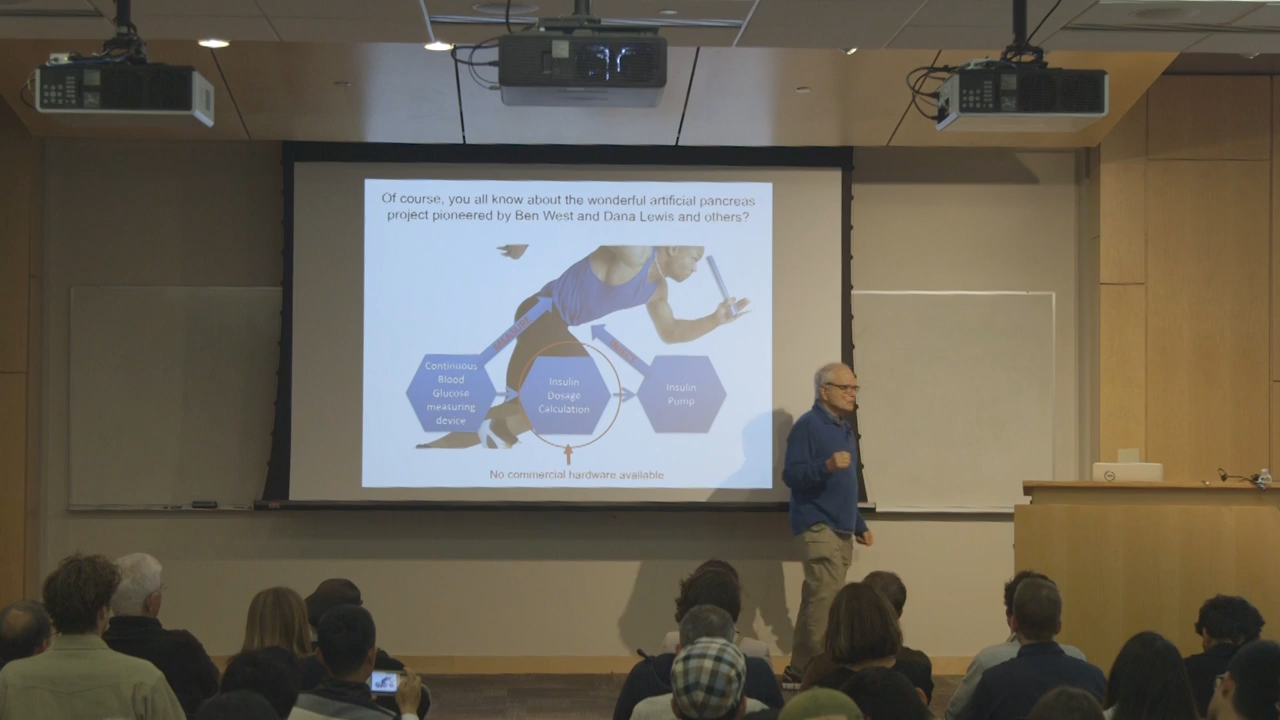 Of course, you all know about the wonderful artificial pancreas
project pioneered by Ben West and Dana Lewis and others?
MEASURE
Continuous
Blood
Glucose
measuring
device
Insulin
Dosage
Calculation
Insulin
Pump
No commercial hardware available